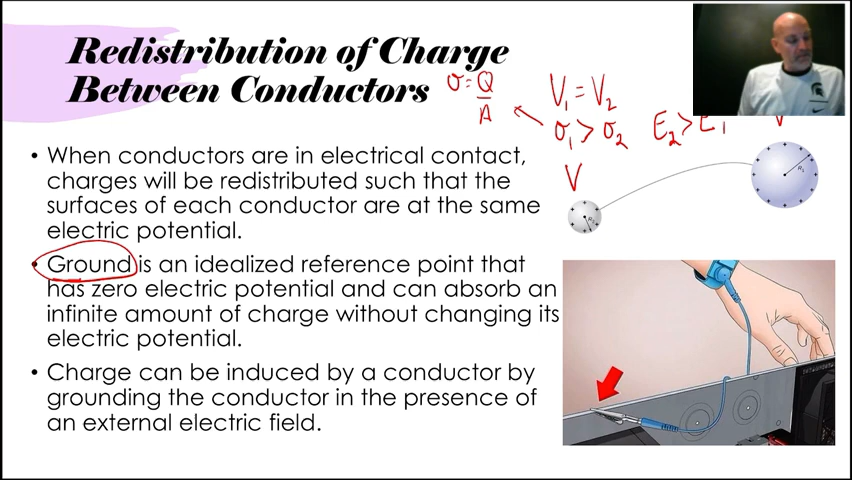 Redistribution of Charge
Between Conductors
σ = Q
A
V₁ = V₂
σ₁ > σ₂ E₂ > E₁
V
• When conductors are in electrical contact,
charges will be redistributed such that the
surfaces of each conductor are at the same
electric potential.
• Ground is an idealized reference point that
has zero electric potential and can absorb an
infinite amount of charge without changing its
electric potential.
• Charge can be induced by a conductor by
grounding the conductor in the presence of
an external electric field.